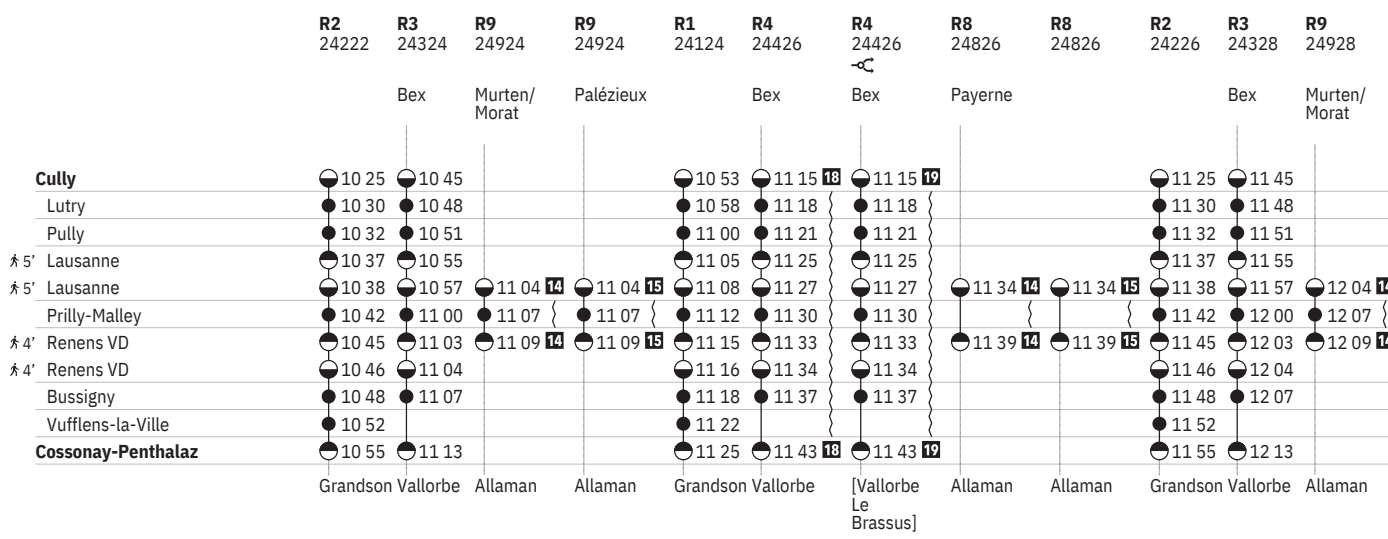 R2 R3 R9 R9 R1 R4 R4 R8 R8 R2 R3 R9
24222 24324 24924 24924 24124 24426 24426 24826 24826 24226 24328 24928
Bex Murten/ Palézieux Bex Bex Payerne Bex Murten/
Morat Morat
Cully 10 25 10 45 10 53 11 15 18 11 15 19 11 25 11 45
Lutry 10 30 10 48 10 58 11 18 11 18 11 30 11 48
Pully 10 32 10 51 11 00 11 21 11 21 11 32 11 51
5’ Lausanne 10 37 10 55 11 05 11 25 11 25 11 37 11 55
5’ Lausanne 10 38 10 57 11 04 14 11 04 15 11 08 11 27 11 27 11 34 14 11 34 15 11 38 11 57 12 04 14
Prilly-Malley 10 42 11 00 11 07 11 07 11 12 11 30 11 30 11 42 12 00 12 07
4’ Renens VD 10 45 11 03 11 09 14 11 09 15 11 15 11 33 11 33 11 39 14 11 39 15 11 45 12 03 12 09 14
4’ Renens VD 10 46 11 04 11 16 11 34 11 34 11 46 12 04
Bussigny 10 48 11 07 11 18 11 37 11 37 11 48 12 07
Vufflens-la-Ville 10 52 11 22 11 52
Cossonay-Penthalaz 10 55 11 13 11 25 11 43 18 11 43 19 11 55 12 13
Grandson Vallorbe Allaman Allaman Grandson Vallorbe [Vallorbe Allaman Allaman Grandson Vallorbe Allaman
Le
Brassus]